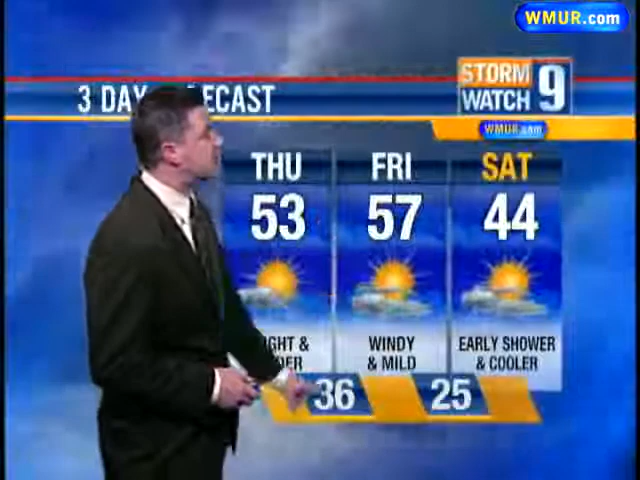 WMUR.com
3 DAY ECAST
STORM
WATCH 9
WMUR.com
THU FRI SAT
53 57 44
GHT & WINDY EARLY SHOWER
& MILD & COOLER
36 25